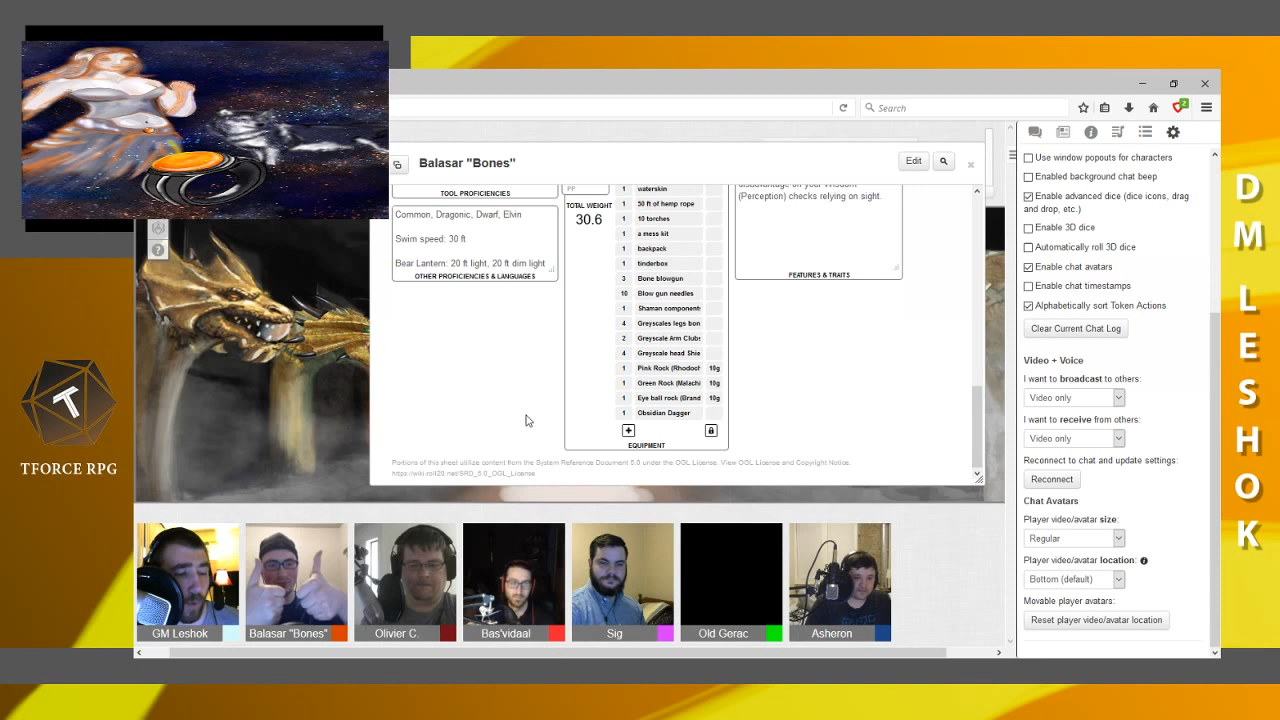 Search
2
Balasar "Bones"
Edit
TOOL PROFICIENCIES
Common, Dragonic, Dwarf, Elvin
Swim speed: 30 ft
Bear Lantern: 20 ft light, 20 ft dim light
OTHER PROFICIENCIES & LANGUAGES
PP
TOTAL WEIGHT
30.6
1 waterskin
1 50 ft of hemp rope
1 10 torches
1 a mess kit
1 backpack
1 tinderbox
3 Bone blowgun
10 Blow gun needles
1 Shaman component
4 Greyscales legs bon
2 Greyscale Arm Clubs
4 Greyscale head Shie
1 Pink Rock (Rhodoch 10g
1 Green Rock (Malachi 10g
1 Eye ball rock (Brand 10g
1 Obsidian Dagger
EQUIPMENT
disadvantage on your Wisdom
(Perception) checks relying on sight.
FEATURES & TRAITS
Portions of this sheet utilize content from the System Reference Document 5.0 under the OGL License. View OGL License and Copyright Notice.
https://wiki.roll20.net/SRD_5.0_OGL_License
Use window popouts for characters
Enabled background chat beep
Enable advanced dice (dice icons, drag
and drop, etc.)
Enable 3D dice
Automatically roll 3D dice
Enable chat avatars
Enable chat timestamps
Alphabetically sort Token Actions
Clear Current Chat Log
Video + Voice
I want to broadcast to others:
Video only
I want to receive from others:
Video only
Reconnect to chat and update settings:
Reconnect
Chat Avatars
Player video/avatar size:
Regular
Player video/avatar location:
Bottom (default)
Movable player avatars:
Reset player video/avatar location
T
TFORCE RPG
GM Leshok
Balasar "Bones"
Olivier C.
Bas'vidaal
Sig
Old Gerac
Asheron
DM LESHOK